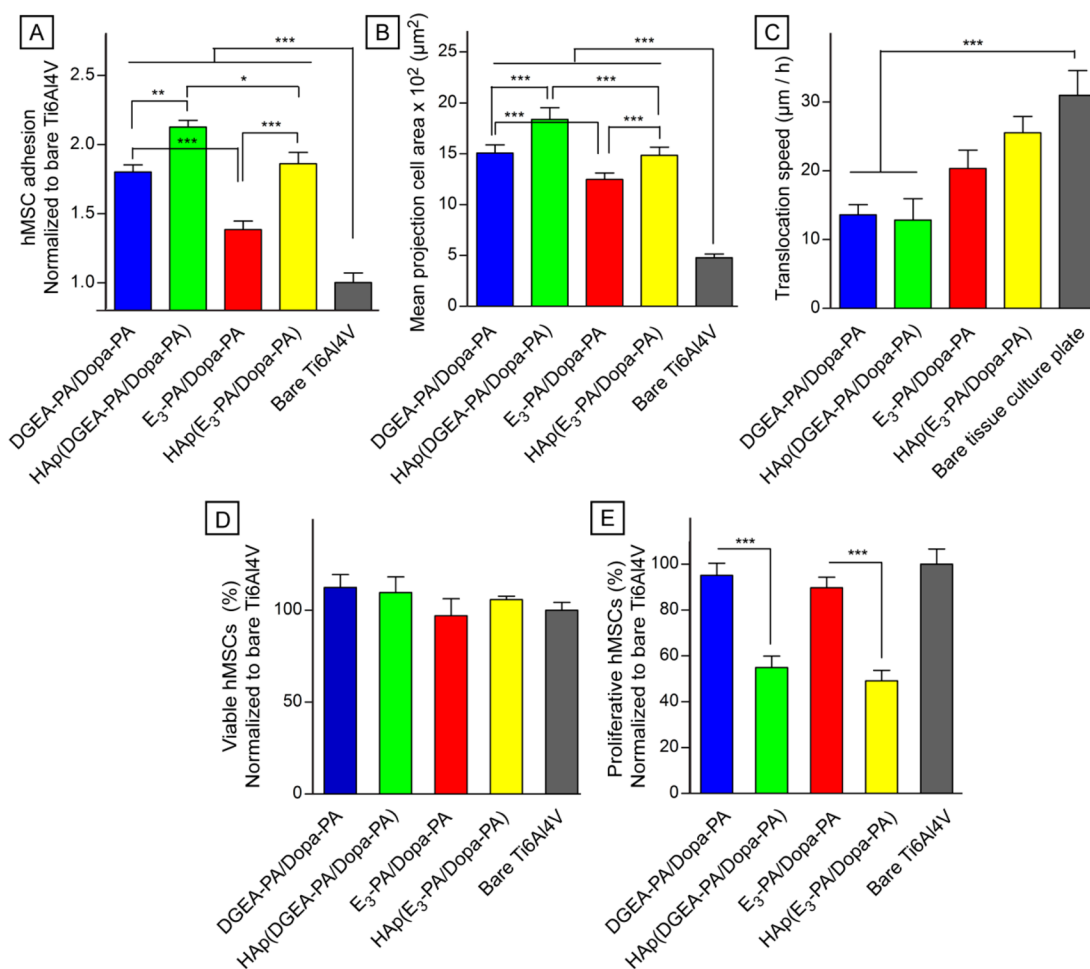 A
hMSC adhesion
Normalized to bare Ti6Al4V
2.5
2.0
1.5
1.0
***
**
*
***
***
DGEA-PA/Dopa-PA
HAp(DGEA-PA/Dopa-PA)
E₃-PA/Dopa-PA
HAp(E₃-PA/Dopa-PA)
Bare Ti6Al4V
B
Mean projection cell area x 10² (μm²)
25
20
15
10
5
0
***
***
***
***
***
DGEA-PA/Dopa-PA
HAp(DGEA-PA/Dopa-PA)
E₃-PA/Dopa-PA
HAp(E₃-PA/Dopa-PA)
Bare Ti6Al4V
C
Translocation speed (μm / h)
30
20
10
0
***
DGEA-PA/Dopa-PA
HAp(DGEA-PA/Dopa-PA)
E₃-PA/Dopa-PA
HAp(E₃-PA/Dopa-PA)
Bare tissue culture plate
D
Viable hMSCs (%)
Normalized to bare Ti6Al4V
100
50
0
DGEA-PA/Dopa-PA
HAp(DGEA-PA/Dopa-PA)
E₃-PA/Dopa-PA
HAp(E₃-PA/Dopa-PA)
Bare Ti6Al4V
E
Proliferative hMSCs (%)
Normalized to bare Ti6Al4V
100
80
60
40
20
0
***
***
DGEA-PA/Dopa-PA
HAp(DGEA-PA/Dopa-PA)
E₃-PA/Dopa-PA
HAp(E₃-PA/Dopa-PA)
Bare Ti6Al4V